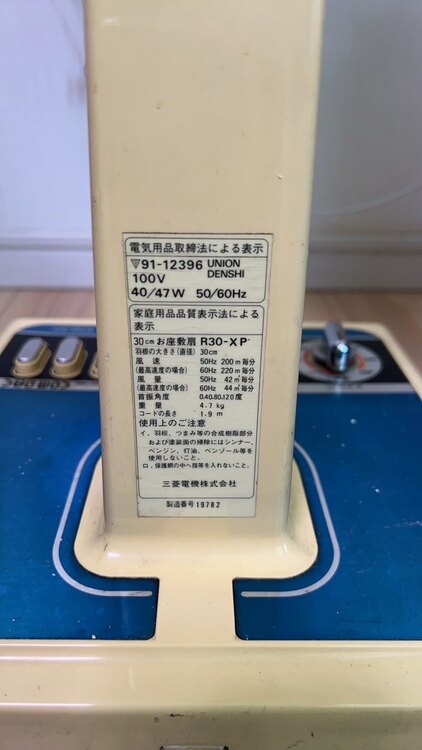 電気用品取締法による表示
▽91-12396 UNION DENSHI
100V
40/47W 50/60Hz
家庭用品品質表示法による
表示
30cmお座敷扇 R30-XP
羽根の大きさ(直径) 30cm
風速 50Hz 200m毎分
(最高速度の場合) 60Hz 220m毎分
風量 50Hz 42㎥毎分
(最高速度の場合) 60Hz 44㎥毎分
首振角度 0.40.80.120度
重量 4.7kg
コードの長さ 1.9m
使用上のご注意
イ.羽根、つまみ等の合成樹脂部分
および塗装面の掃除にはシンナー、
ベンジン、灯油、ベンゾール等を
使用しないこと。
ロ.保護網の中へ指等を入れないこと。
三菱電機株式会社
製造番号 19782